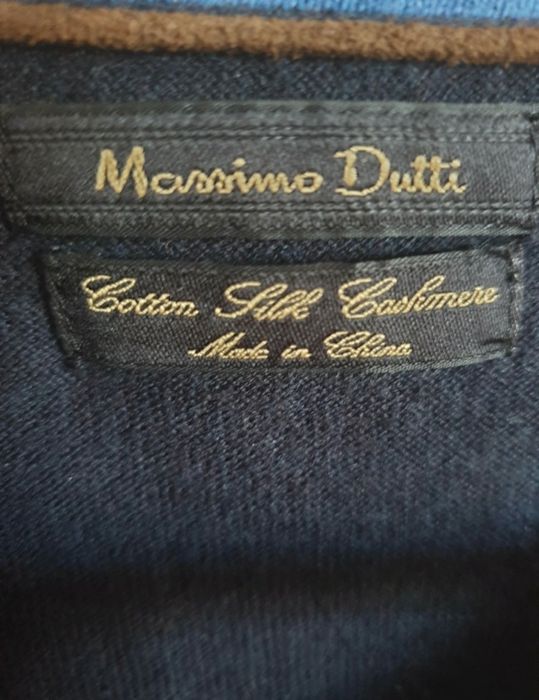 Massimo Dutti
Cotton Silk Cashmere
Made in China